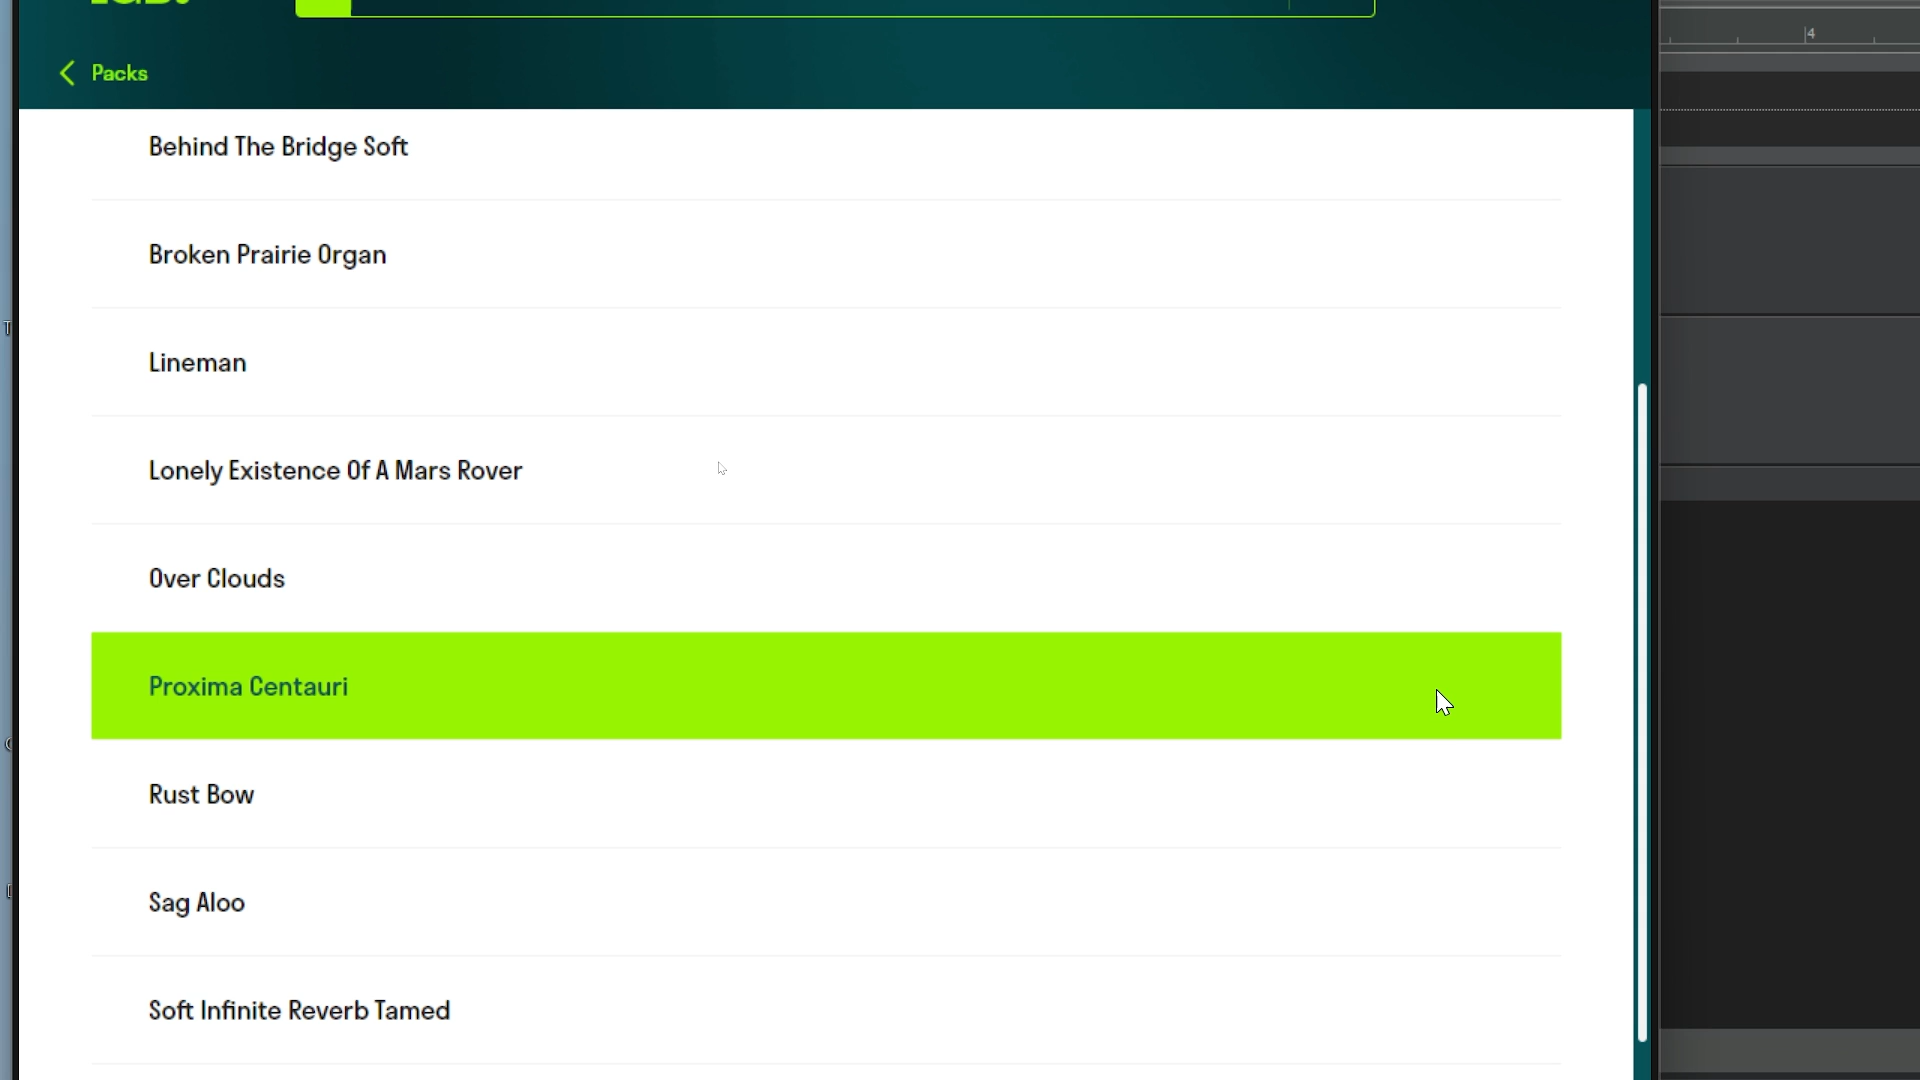 Packs
4
Behind The Bridge Soft
Broken Prairie Organ
Lineman
Lonely Existence Of A Mars Rover
Over Clouds
Proxima Centauri
Rust Bow
Sag Aloo
Soft Infinite Reverb Tamed